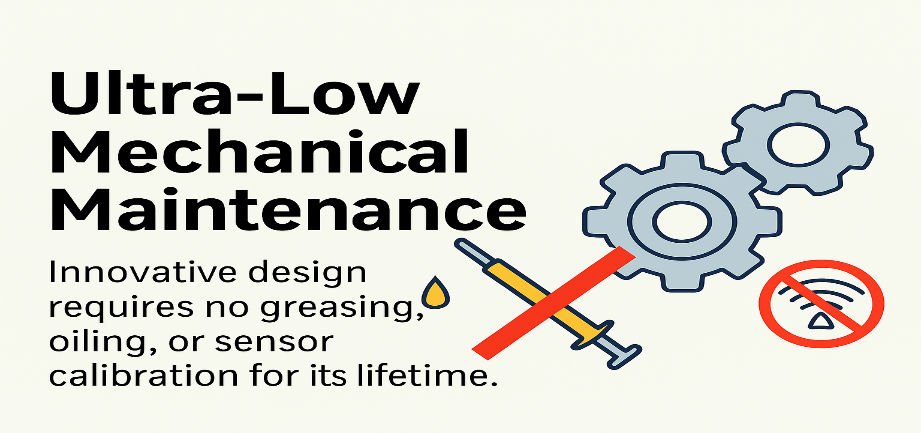 Ultra-Low
Mechanical
Maintenance
Innovative design
requires no greasing,
oiling, or sensor
calibration for its lifetime.